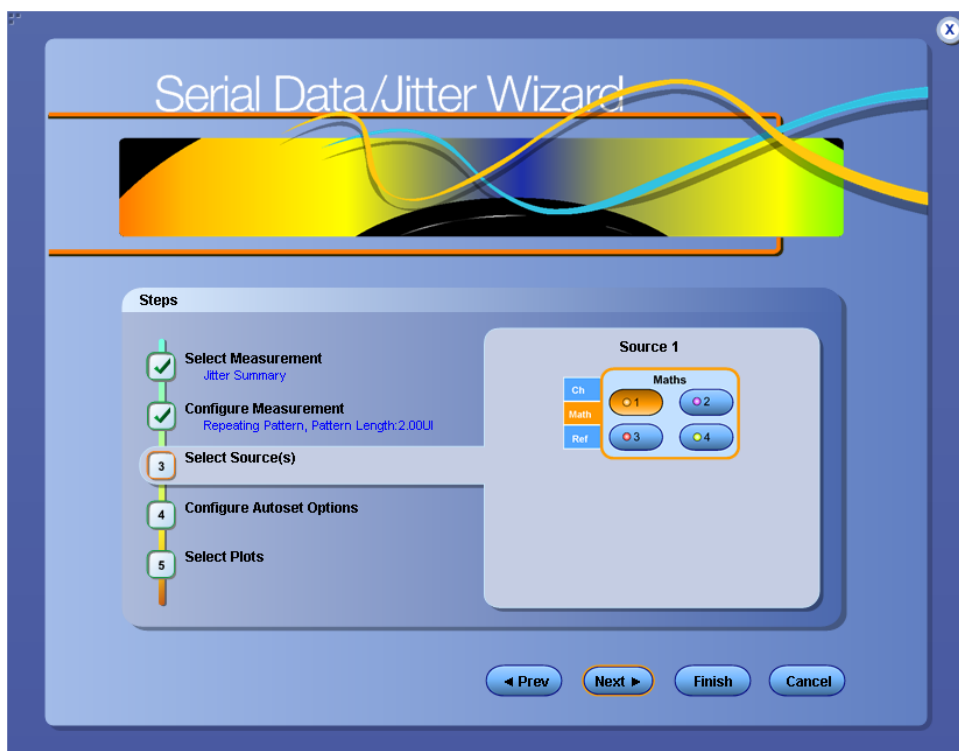 X
Serial Data/Jitter Wizard
Steps
Select Measurement
Jitter Summary
Configure Measurement
Repeating Pattern, Pattern Length:2.00UI
3 Select Source(s)
4 Configure Autoset Options
5 Select Plots
Source 1
Ch
Math
Ref
Maths
1 2
3 4
◄ Prev Next ► Finish Cancel